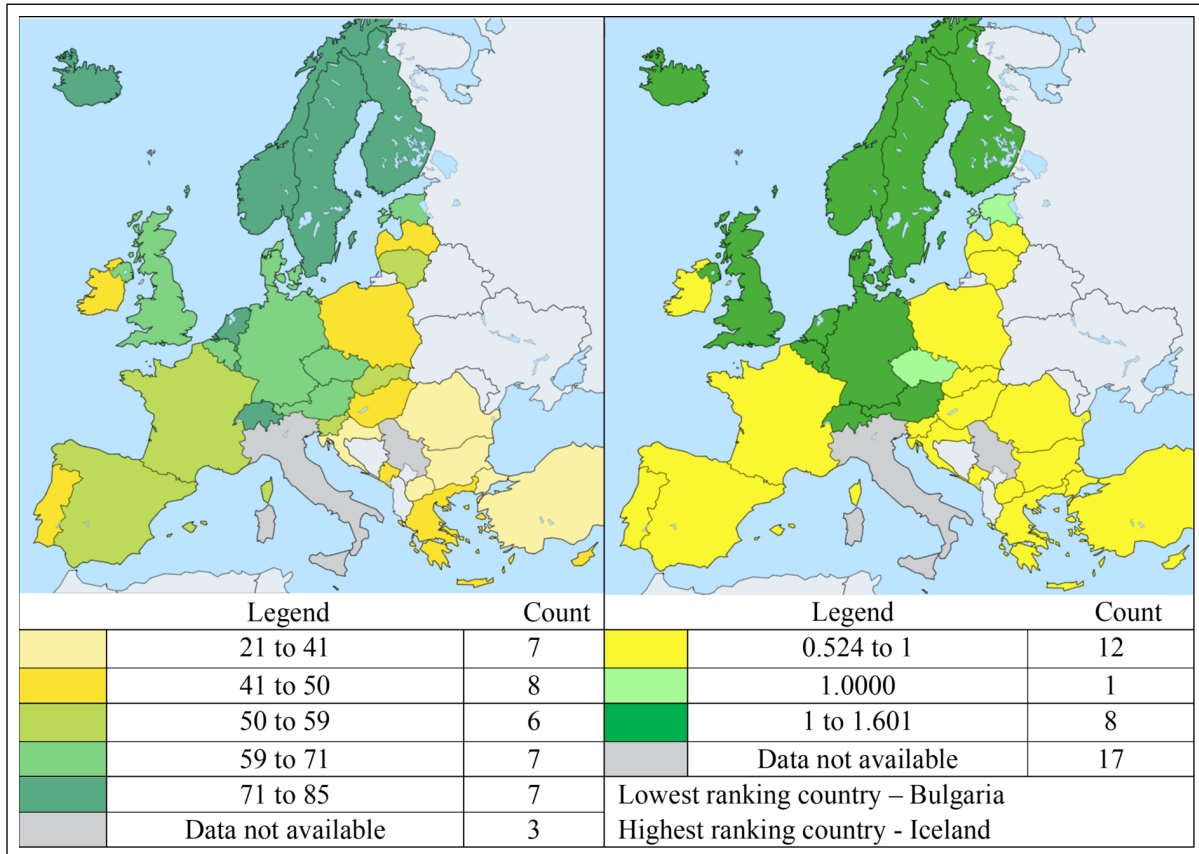 Legend Count
21 to 41 7
41 to 50 8
50 to 59 6
59 to 71 7
71 to 85 7
Data not available 3
Legend Count
0.524 to 1 12
1.0000 1
1 to 1.601 8
Data not available 17
Lowest ranking country – Bulgaria
Highest ranking country - Iceland